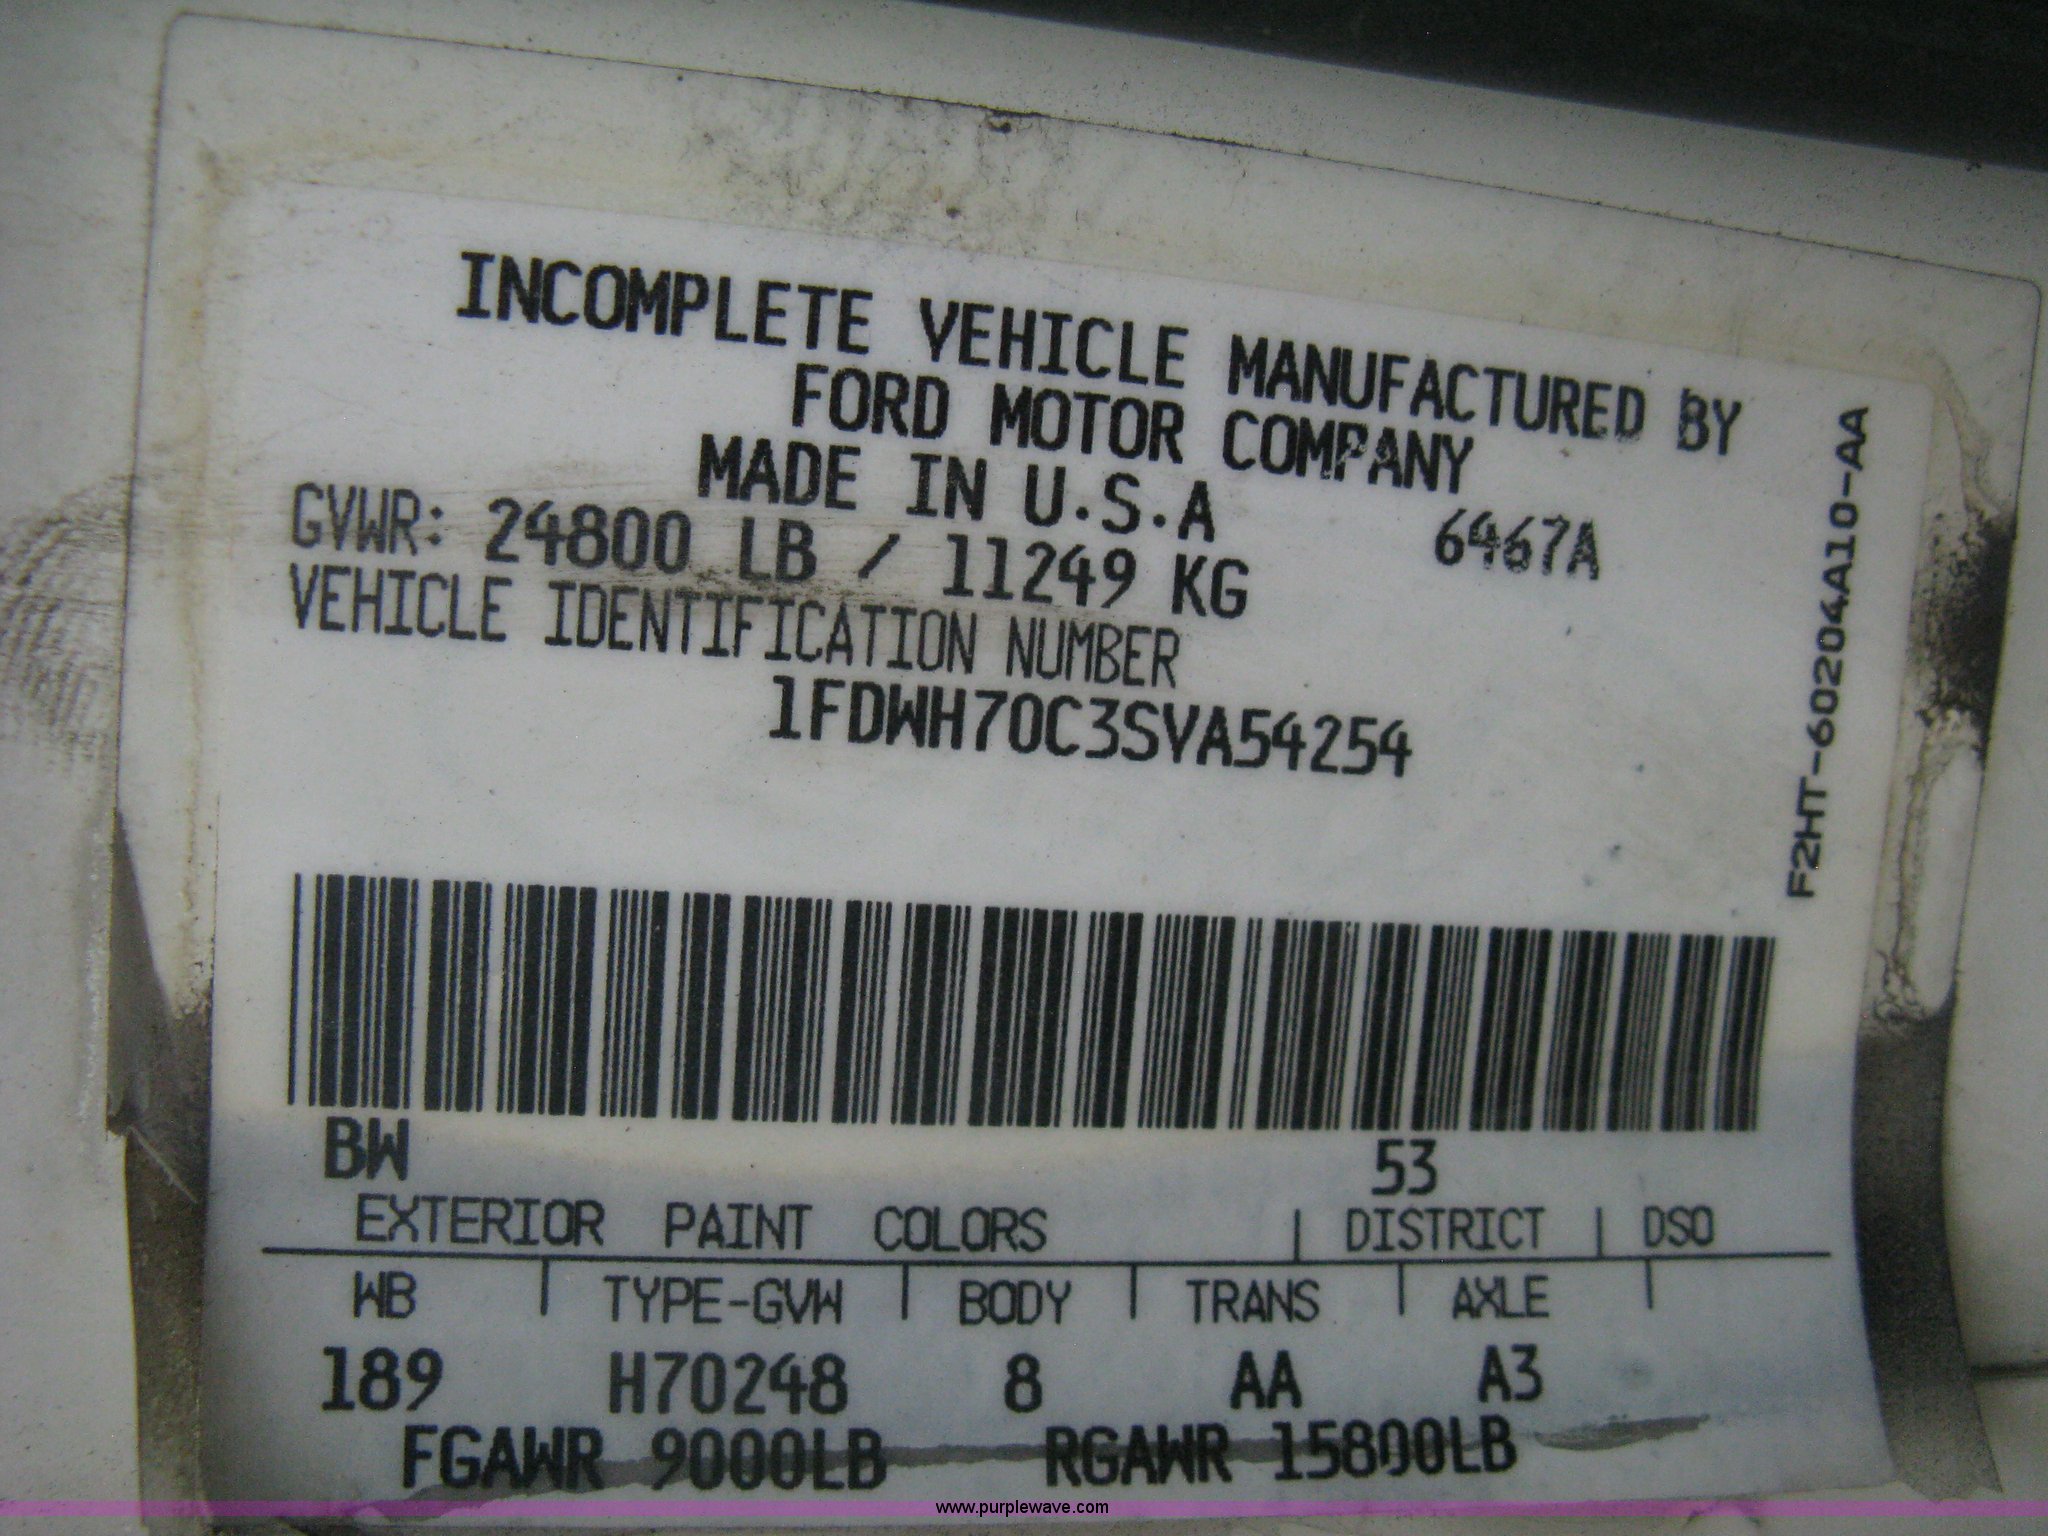 INCOMPLETE VEHICLE MANUFACTURED BY
FORD MOTOR COMPANY
MADE IN U.S.A
GVWR: 24800 LB / 11249 KG 6467A
VEHICLE IDENTIFICATION NUMBER
1FDWH70C3SVA54254
F2HT-60204A10-AA
BW 53
EXTERIOR PAINT COLORS | DISTRICT | DSO
WB | TYPE-GVW | BODY | TRANS | AXLE |
189 H70248 8 AA A3
FGAWR 9000LB RGAWR 15800LB
www.purplewave.com